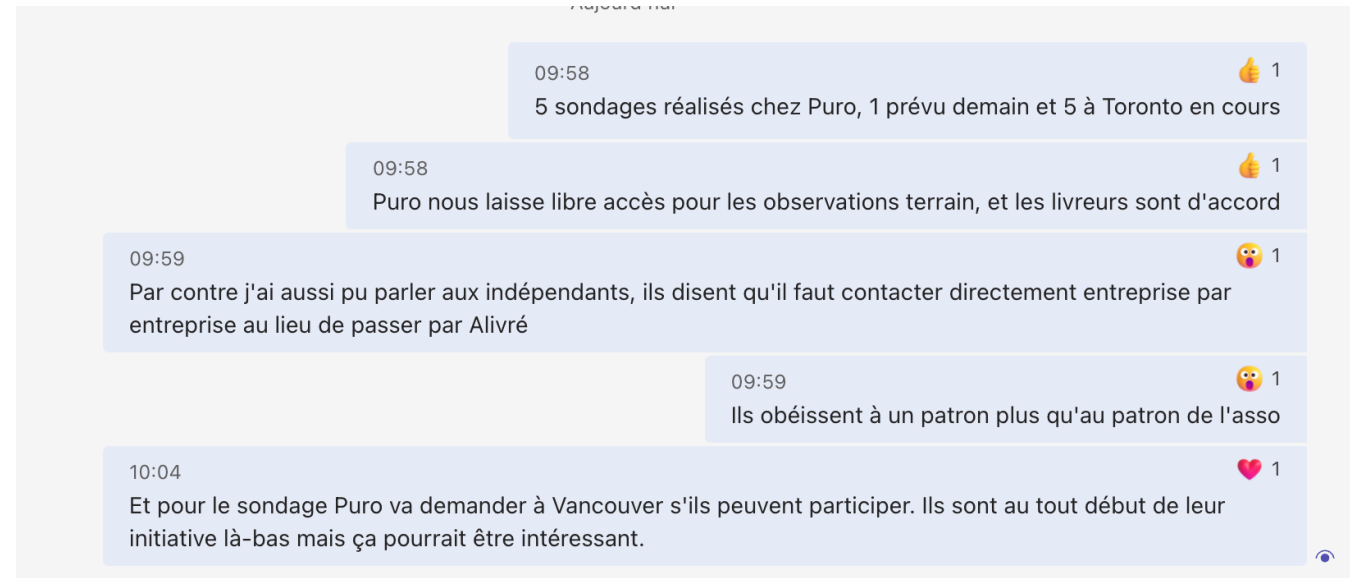 Aujourd'hui
09:58
👍 1
5 sondages réalisés chez Puro, 1 prévu demain et 5 à Toronto en cours
09:58
👍 1
Puro nous laisse libre accès pour les observations terrain, et les livreurs sont d'accord
09:59
😲 1
Par contre j'ai aussi pu parler aux indépendants, ils disent qu'il faut contacter directement entreprise par
entreprise au lieu de passer par Alivré
09:59
😲 1
Ils obéissent à un patron plus qu'au patron de l'asso
10:04
❤️ 1
Et pour le sondage Puro va demander à Vancouver s'ils peuvent participer. Ils sont au tout début de leur
initiative là-bas mais ça pourrait être intéressant.